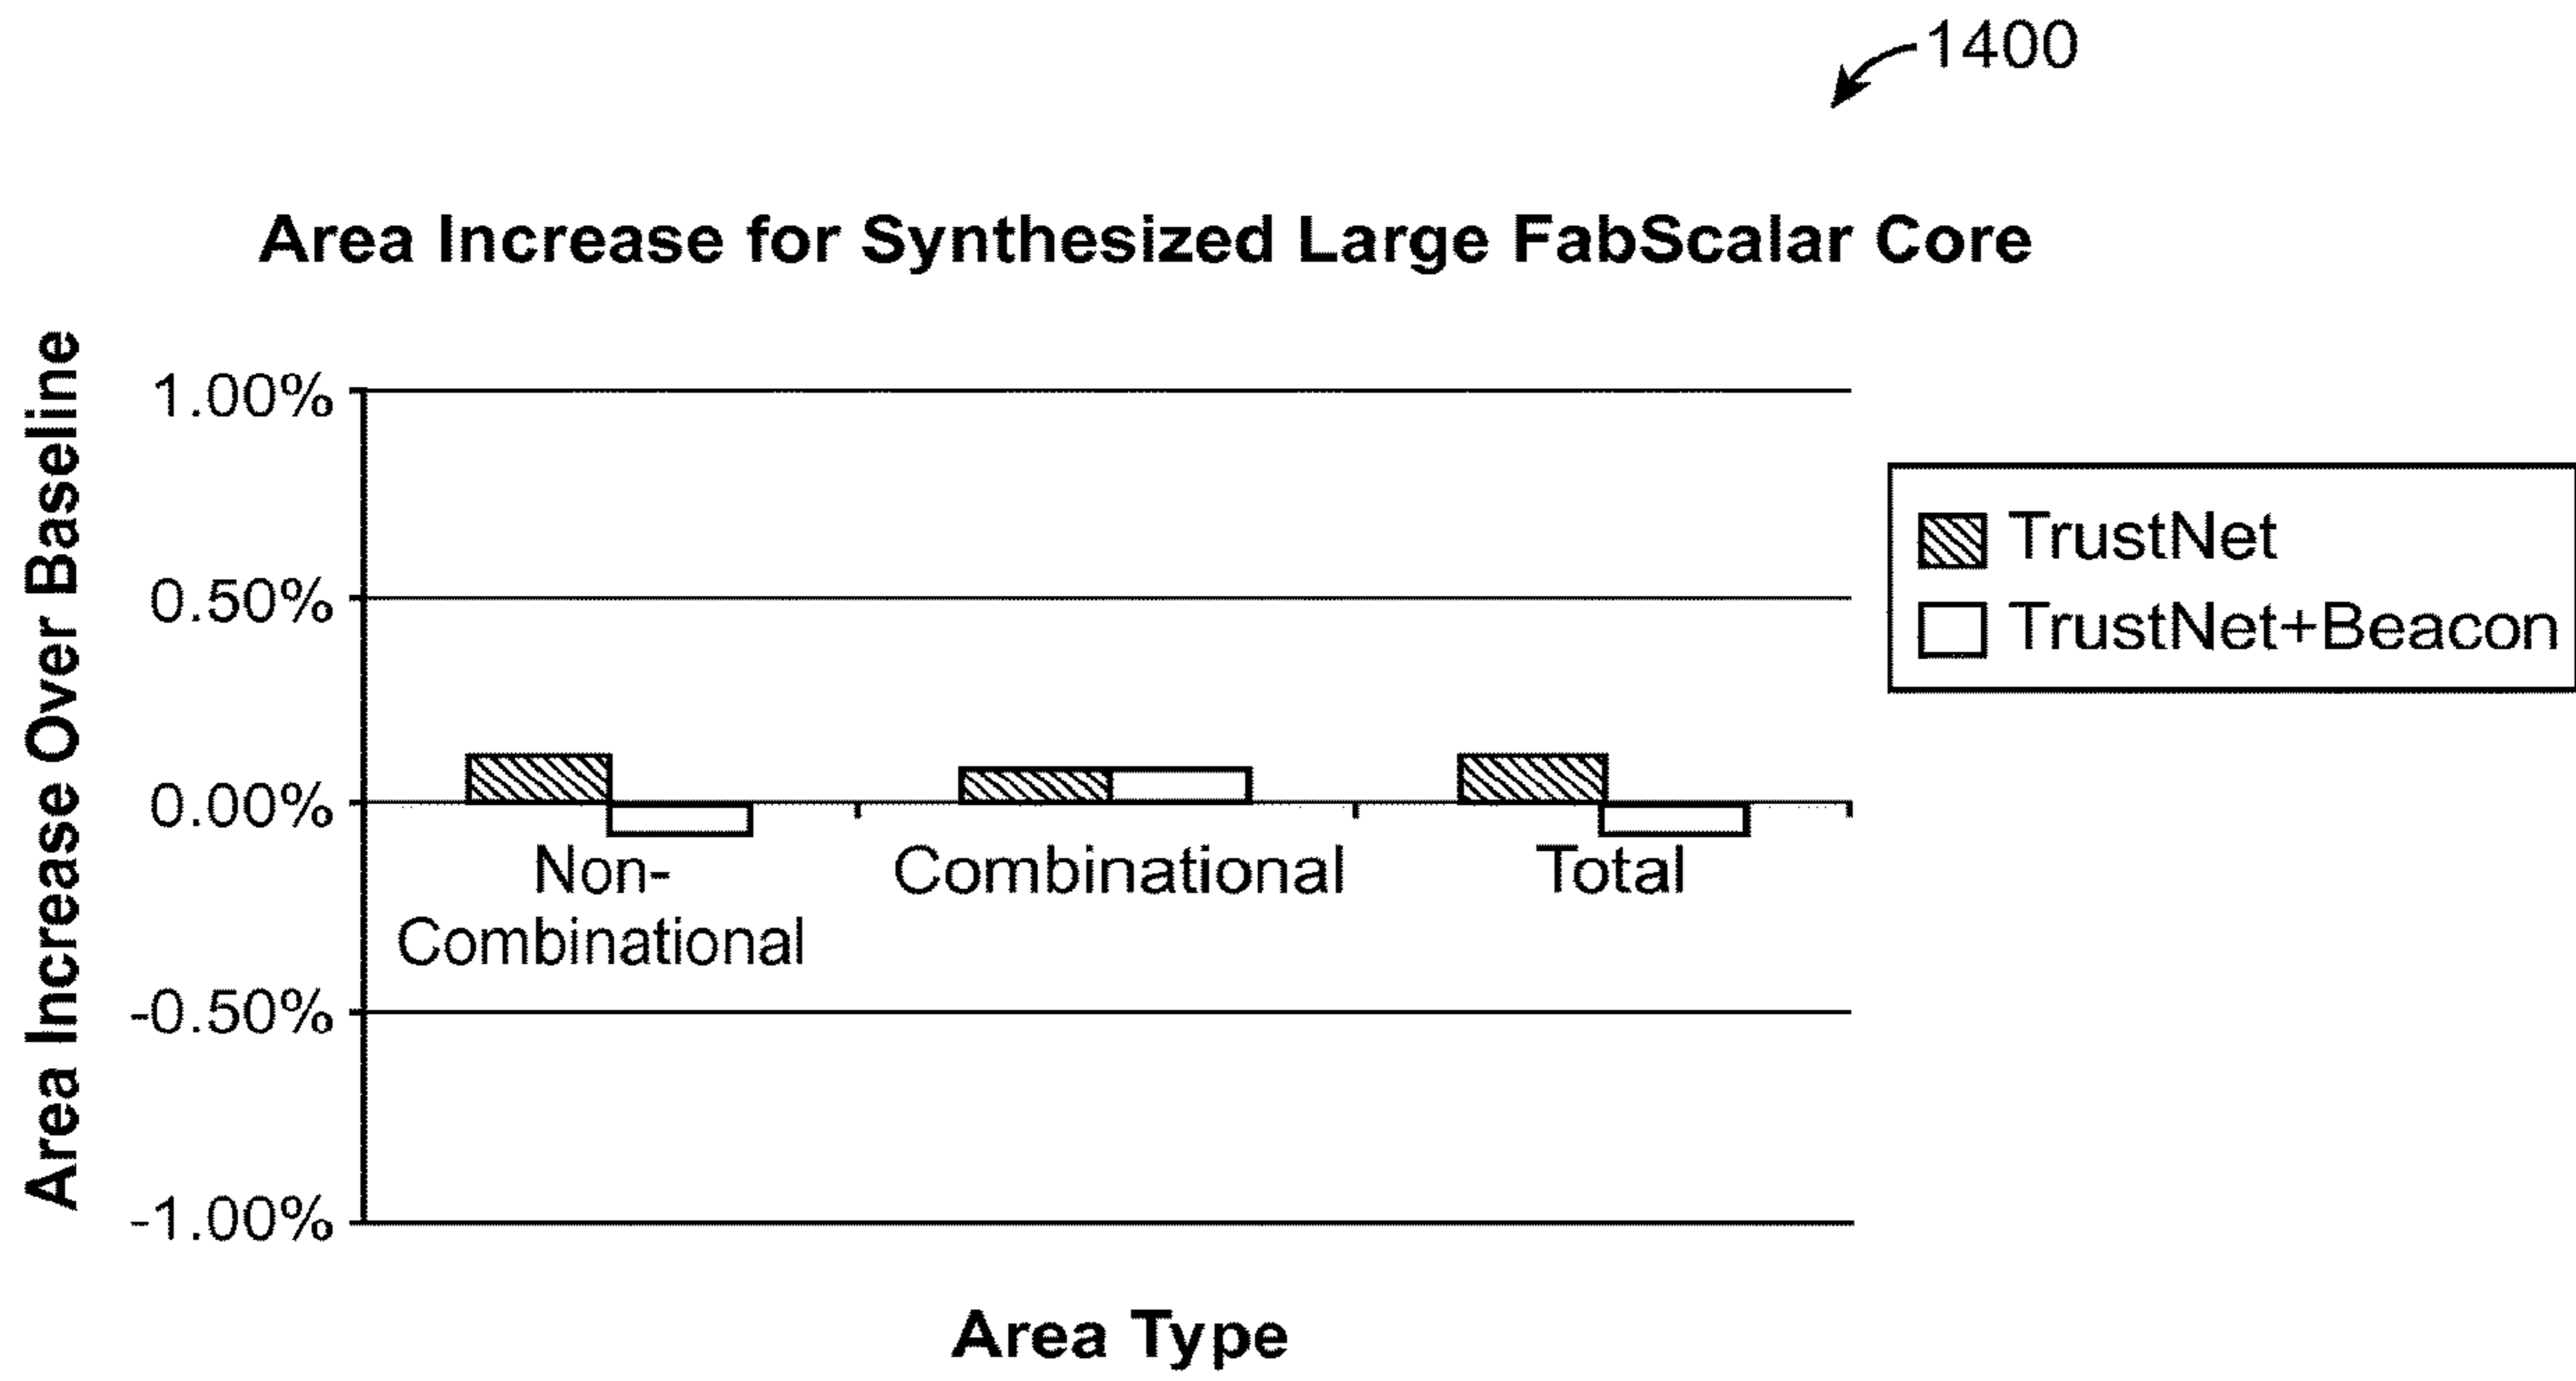 1400
Area Increase for Synthesized Large FabScalar Core
Area Increase Over Baseline
1.00%
0.50%
0.00%
-0.50%
-1.00%
Non-
Combinational
Combinational
Total
Area Type
TrustNet
TrustNet+Beacon